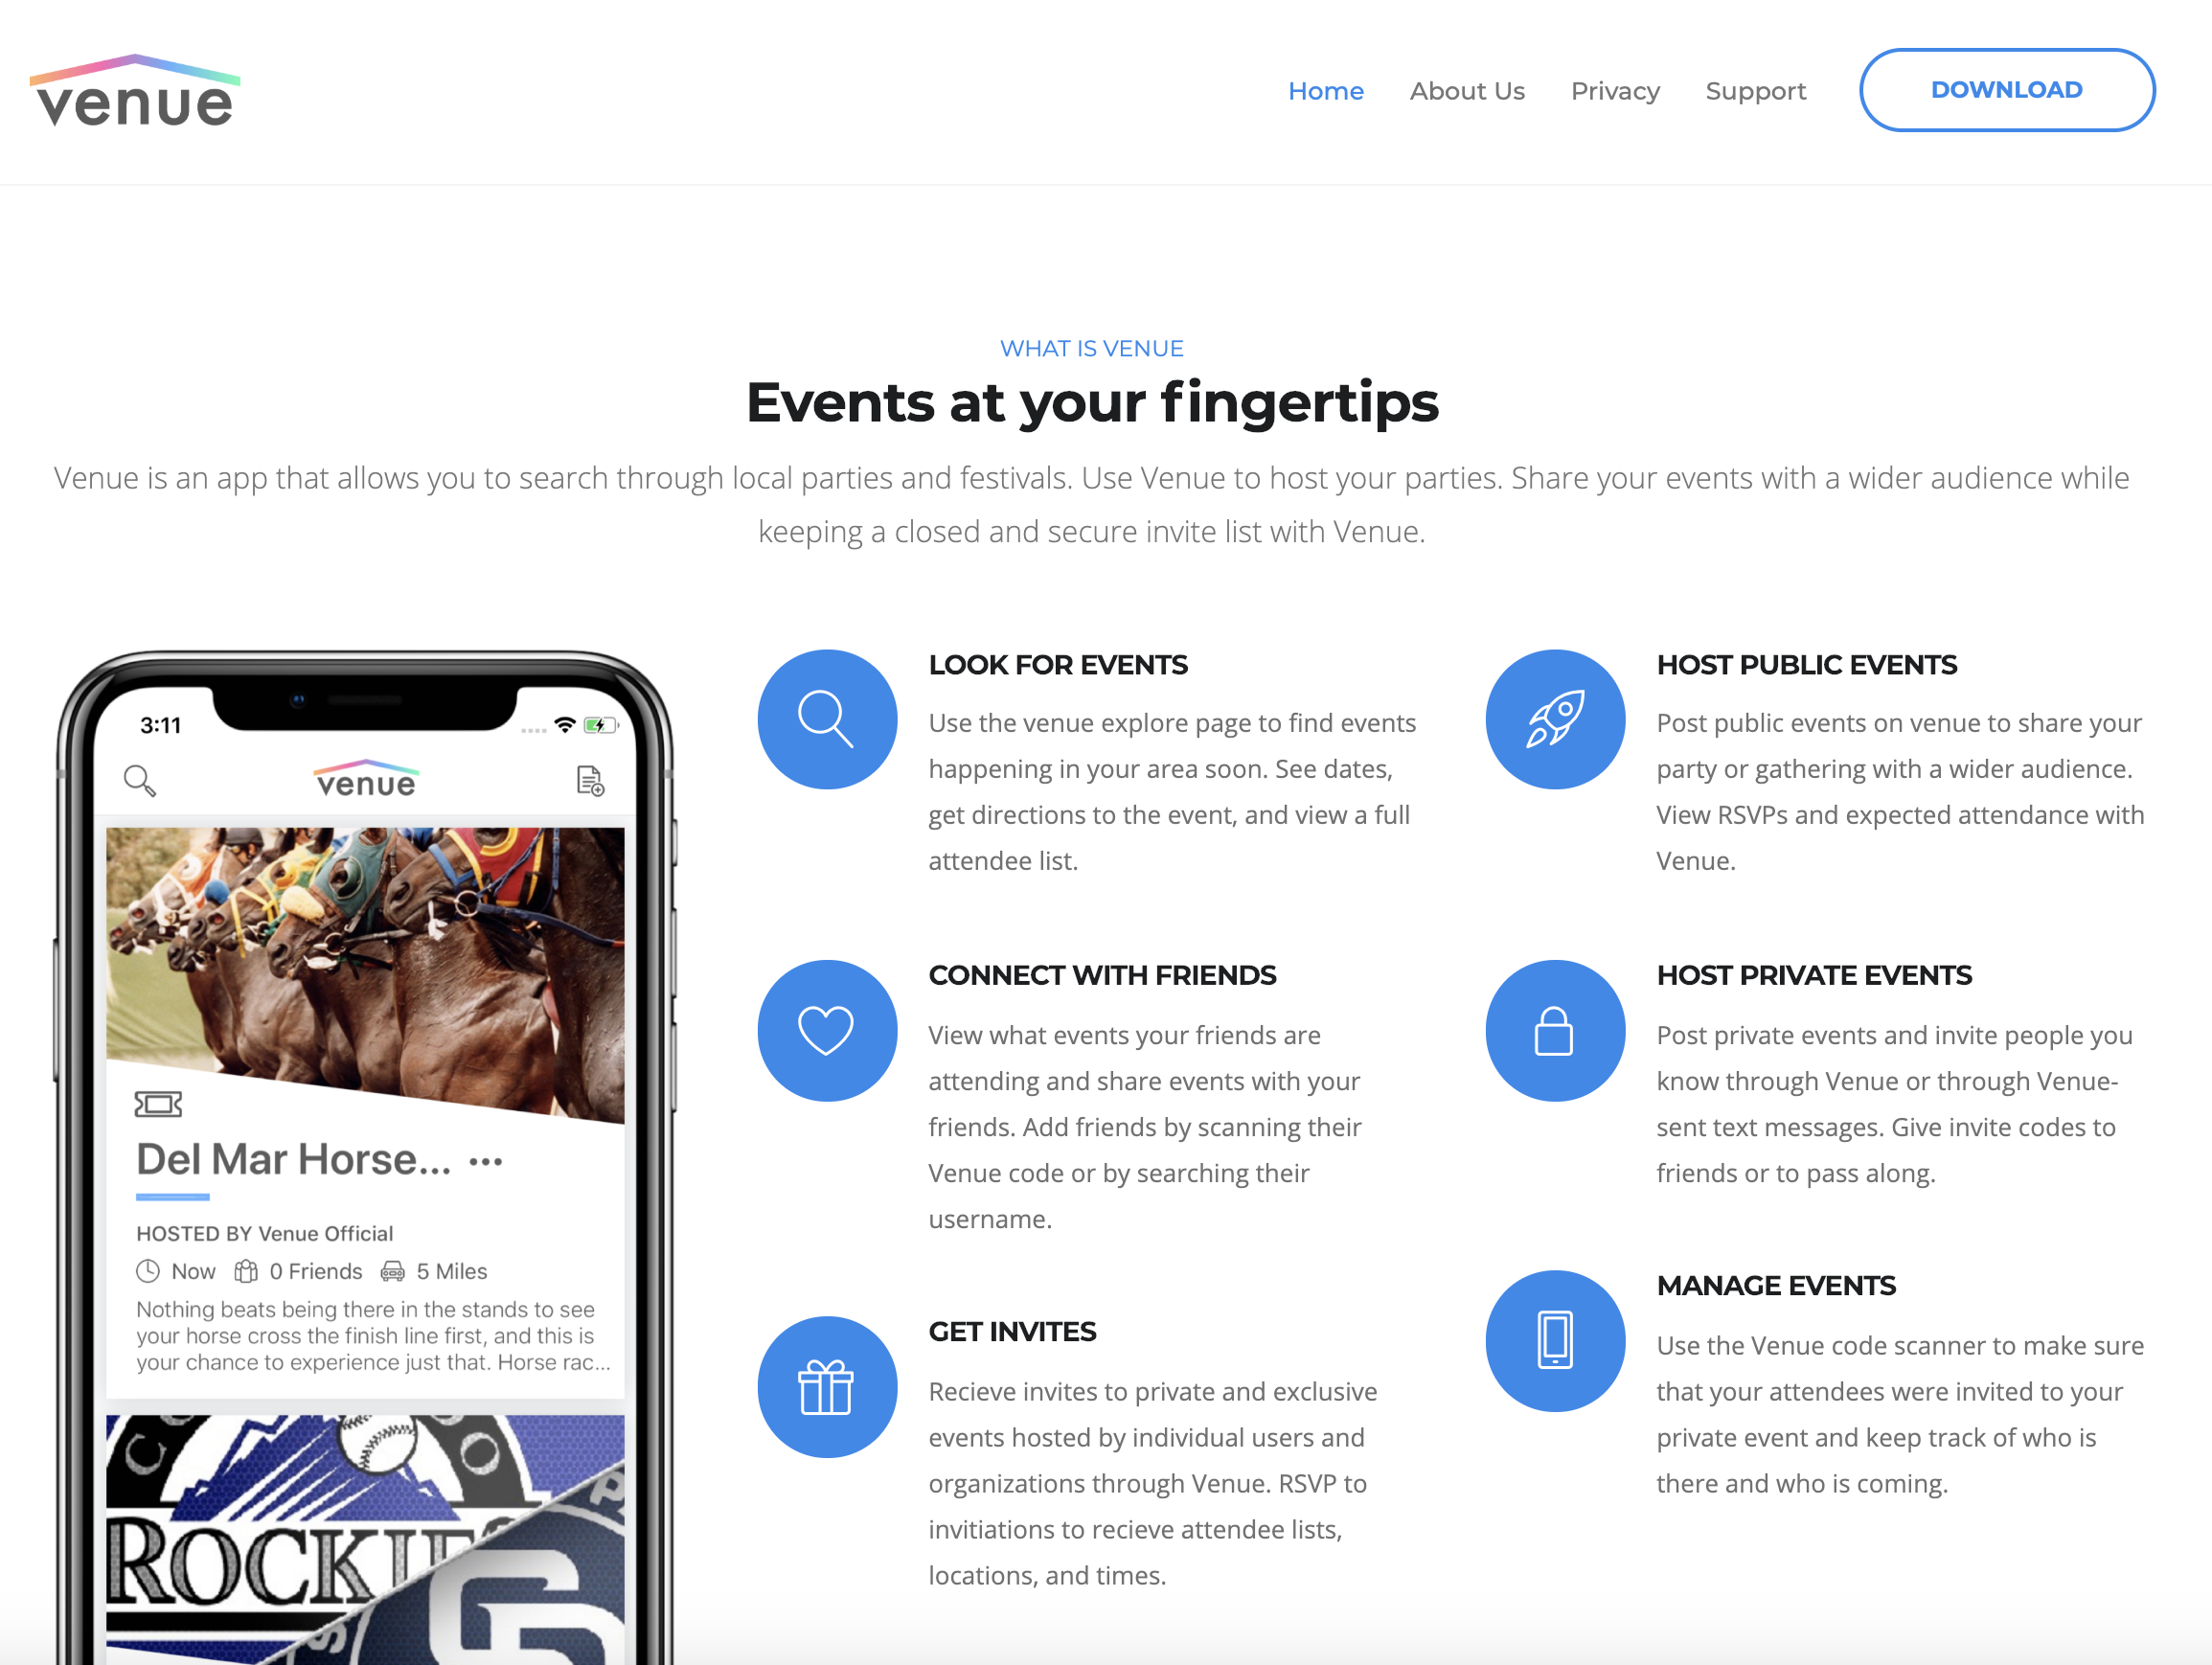 venue
Home About Us Privacy Support DOWNLOAD
WHAT IS VENUE
Events at your fingertips
Venue is an app that allows you to search through local parties and festivals. Use Venue to host your parties. Share your events with a wider audience while
keeping a closed and secure invite list with Venue.
3:11
venue
Del Mar Horse... •••
HOSTED BY Venue Official
Now 0 Friends 5 Miles
Nothing beats being there in the stands to see
your horse cross the finish line first, and this is
your chance to experience just that. Horse rac...
ROCKIES
LOOK FOR EVENTS
Use the venue explore page to find events
happening in your area soon. See dates,
get directions to the event, and view a full
attendee list.
CONNECT WITH FRIENDS
View what events your friends are
attending and share events with your
friends. Add friends by scanning their
Venue code or by searching their
username.
GET INVITES
Recieve invites to private and exclusive
events hosted by individual users and
organizations through Venue. RSVP to
invitiations to recieve attendee lists,
locations, and times.
HOST PUBLIC EVENTS
Post public events on venue to share your
party or gathering with a wider audience.
View RSVPs and expected attendance with
Venue.
HOST PRIVATE EVENTS
Post private events and invite people you
know through Venue or through Venue-
sent text messages. Give invite codes to
friends or to pass along.
MANAGE EVENTS
Use the Venue code scanner to make sure
that your attendees were invited to your
private event and keep track of who is
there and who is coming.